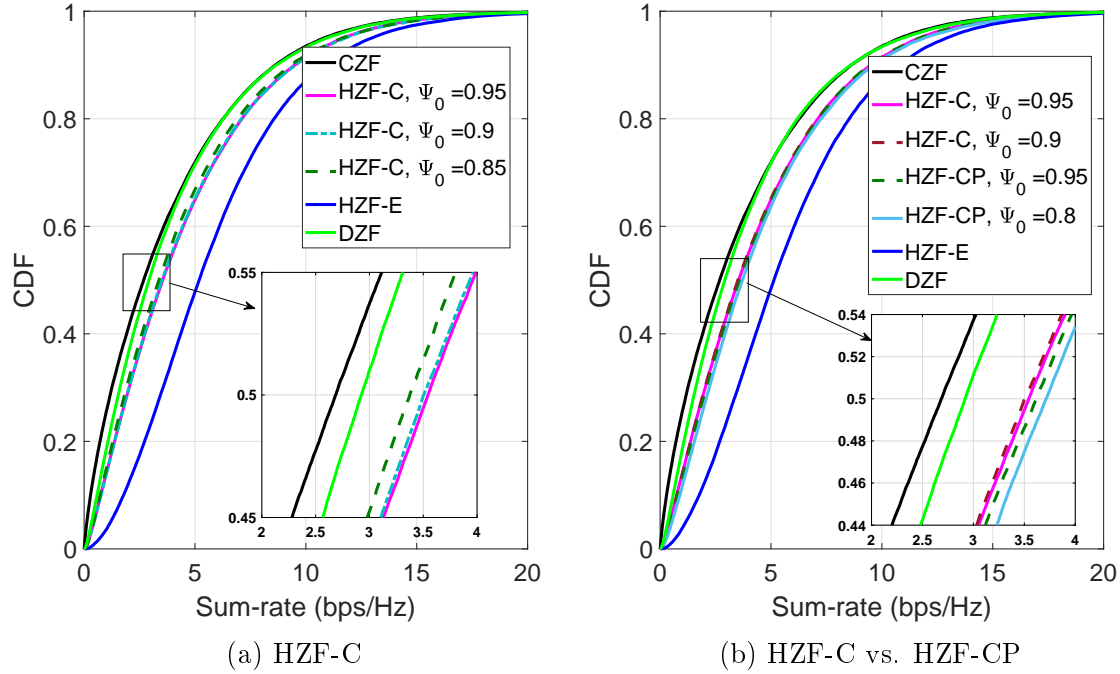 1
0.8
0.6
0.4
0.2
0
CDF
0 5 10 15 20
Sum-rate (bps/Hz)
CZF
HZF-C, Ψ0 =0.95
HZF-C, Ψ0 =0.9
HZF-C, Ψ0 =0.85
HZF-E
DZF
0.55
0.5
0.45
2 2.5 3 3.5 4
(a) HZF-C
1
0.8
0.6
0.4
0.2
0
CDF
0 5 10 15 20
Sum-rate (bps/Hz)
CZF
HZF-C, Ψ0 =0.95
HZF-C, Ψ0 =0.9
HZF-CP, Ψ0 =0.95
HZF-CP, Ψ0 =0.8
HZF-E
DZF
0.54
0.52
0.5
0.48
0.46
0.44
2 2.5 3 3.5 4
(b) HZF-C vs. HZF-CP